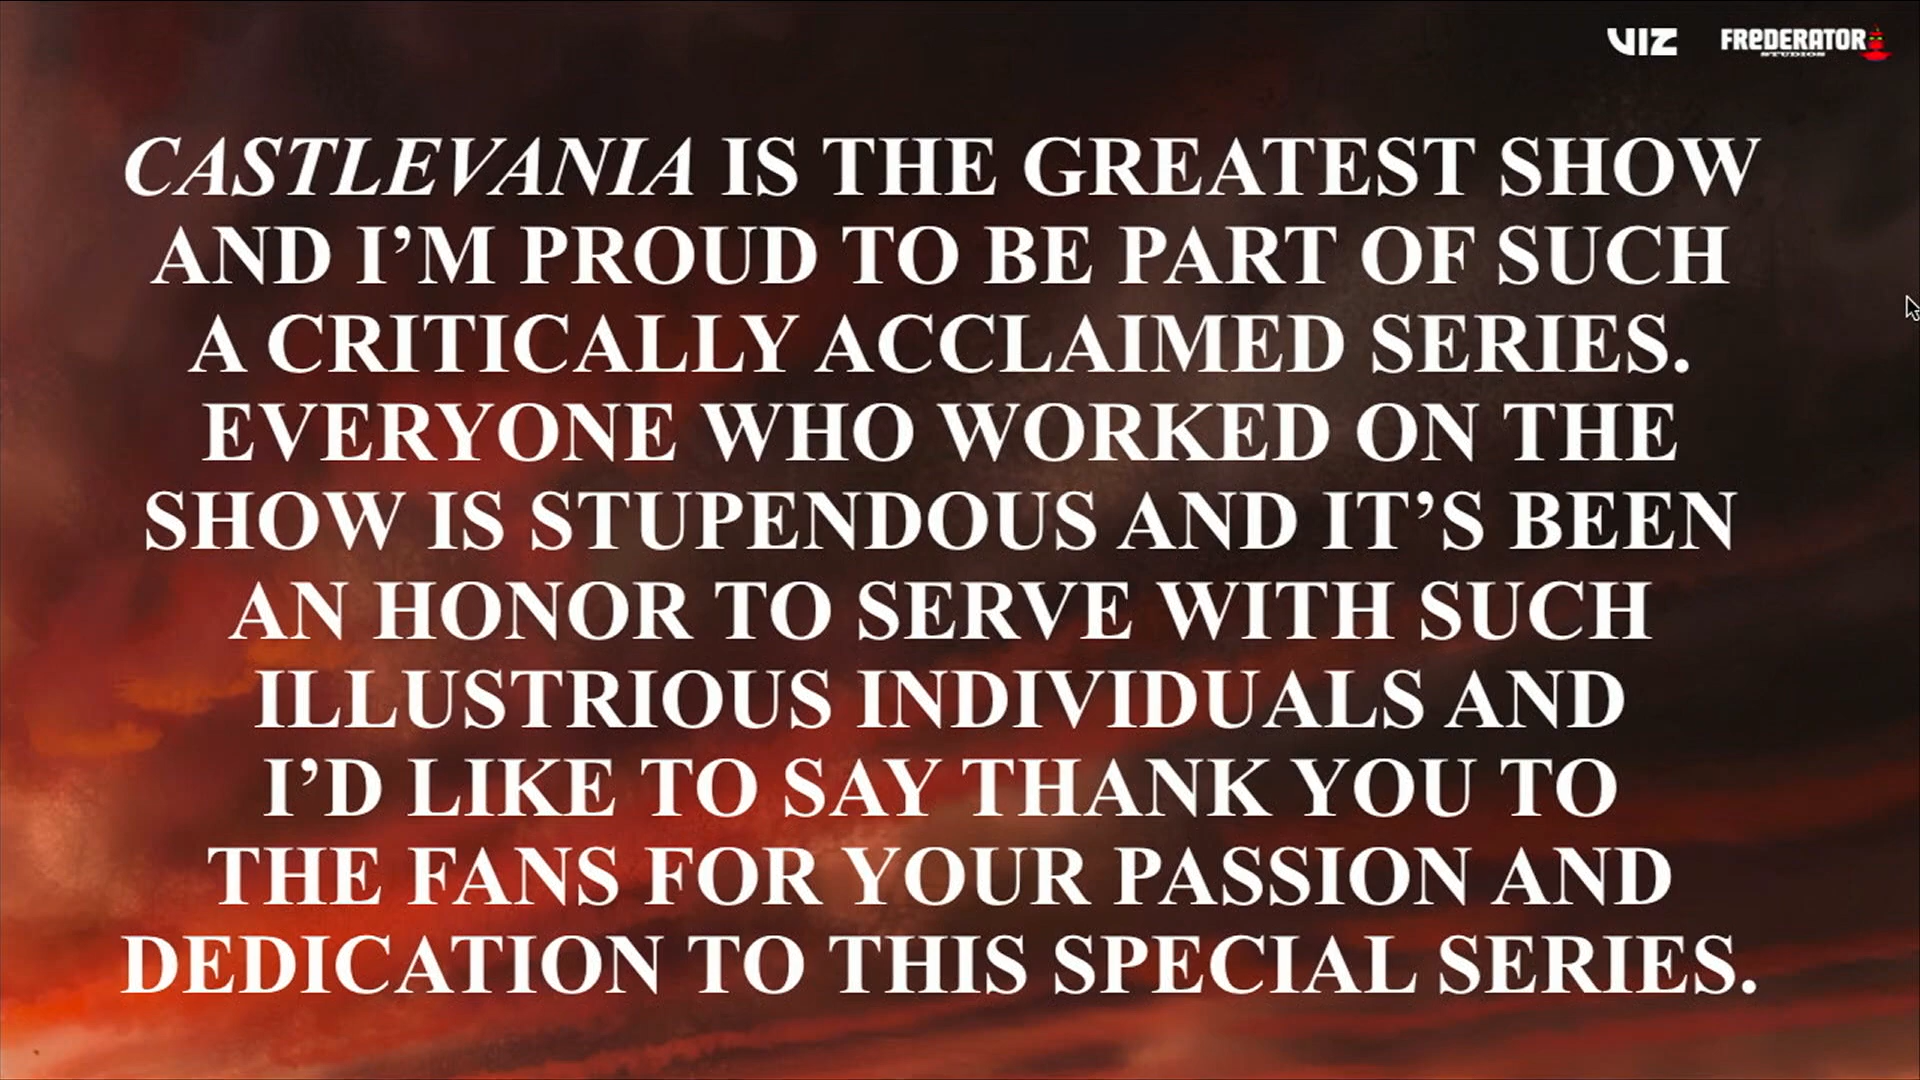 VIZ FREDERATOR
STUDIOS
CASTLEVANIA IS THE GREATEST SHOW
AND I’M PROUD TO BE PART OF SUCH
A CRITICALLY ACCLAIMED SERIES.
EVERYONE WHO WORKED ON THE
SHOW IS STUPENDOUS AND IT’S BEEN
AN HONOR TO SERVE WITH SUCH
ILLUSTRIOUS INDIVIDUALS AND
I’D LIKE TO SAY THANK YOU TO
THE FANS FOR YOUR PASSION AND
DEDICATION TO THIS SPECIAL SERIES.